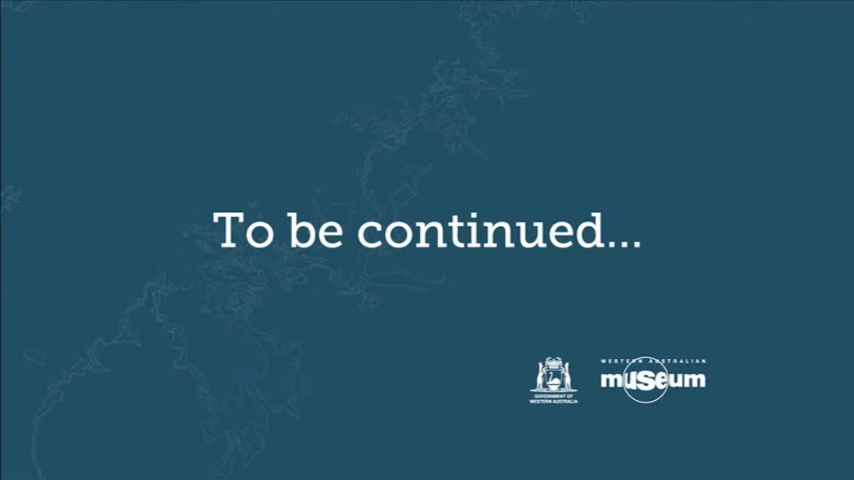 To be continued...
WESTERN AUSTRALIAN
museum
GOVERNMENT OF
WESTERN AUSTRALIA